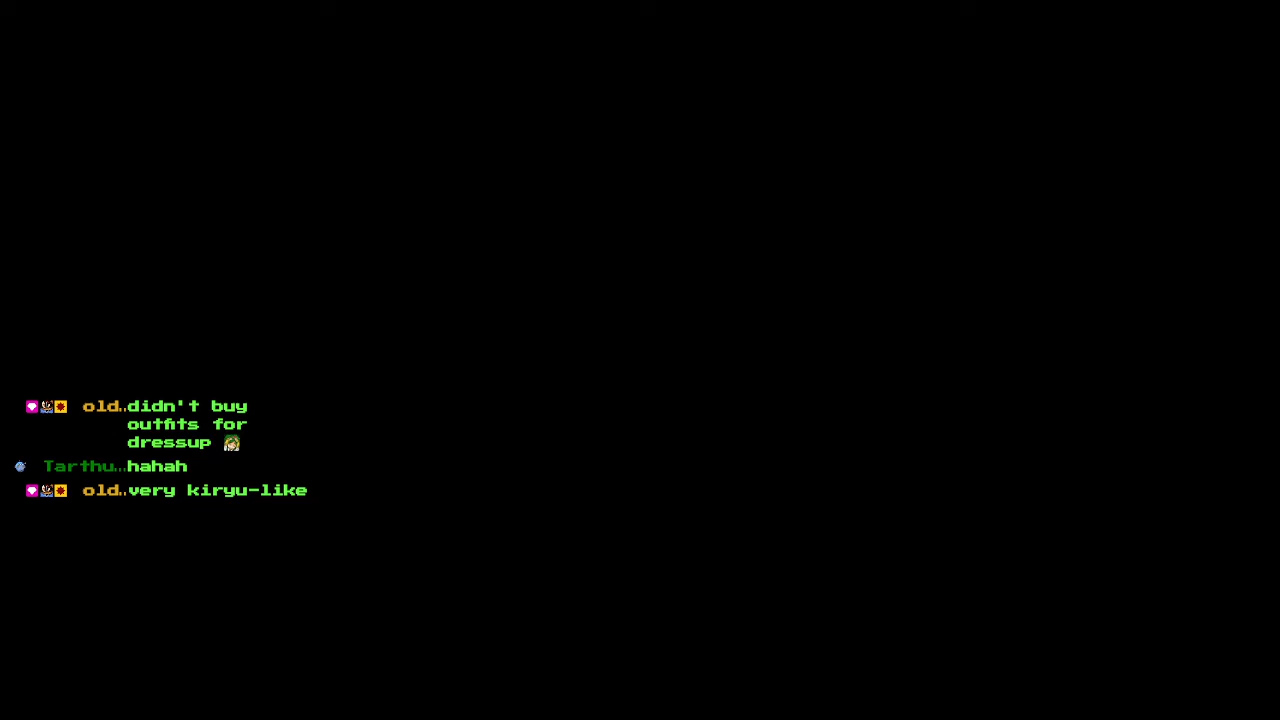 old..didn't buy
outfits for
dressup
Tarthu...hahah
old..very kiryu-like